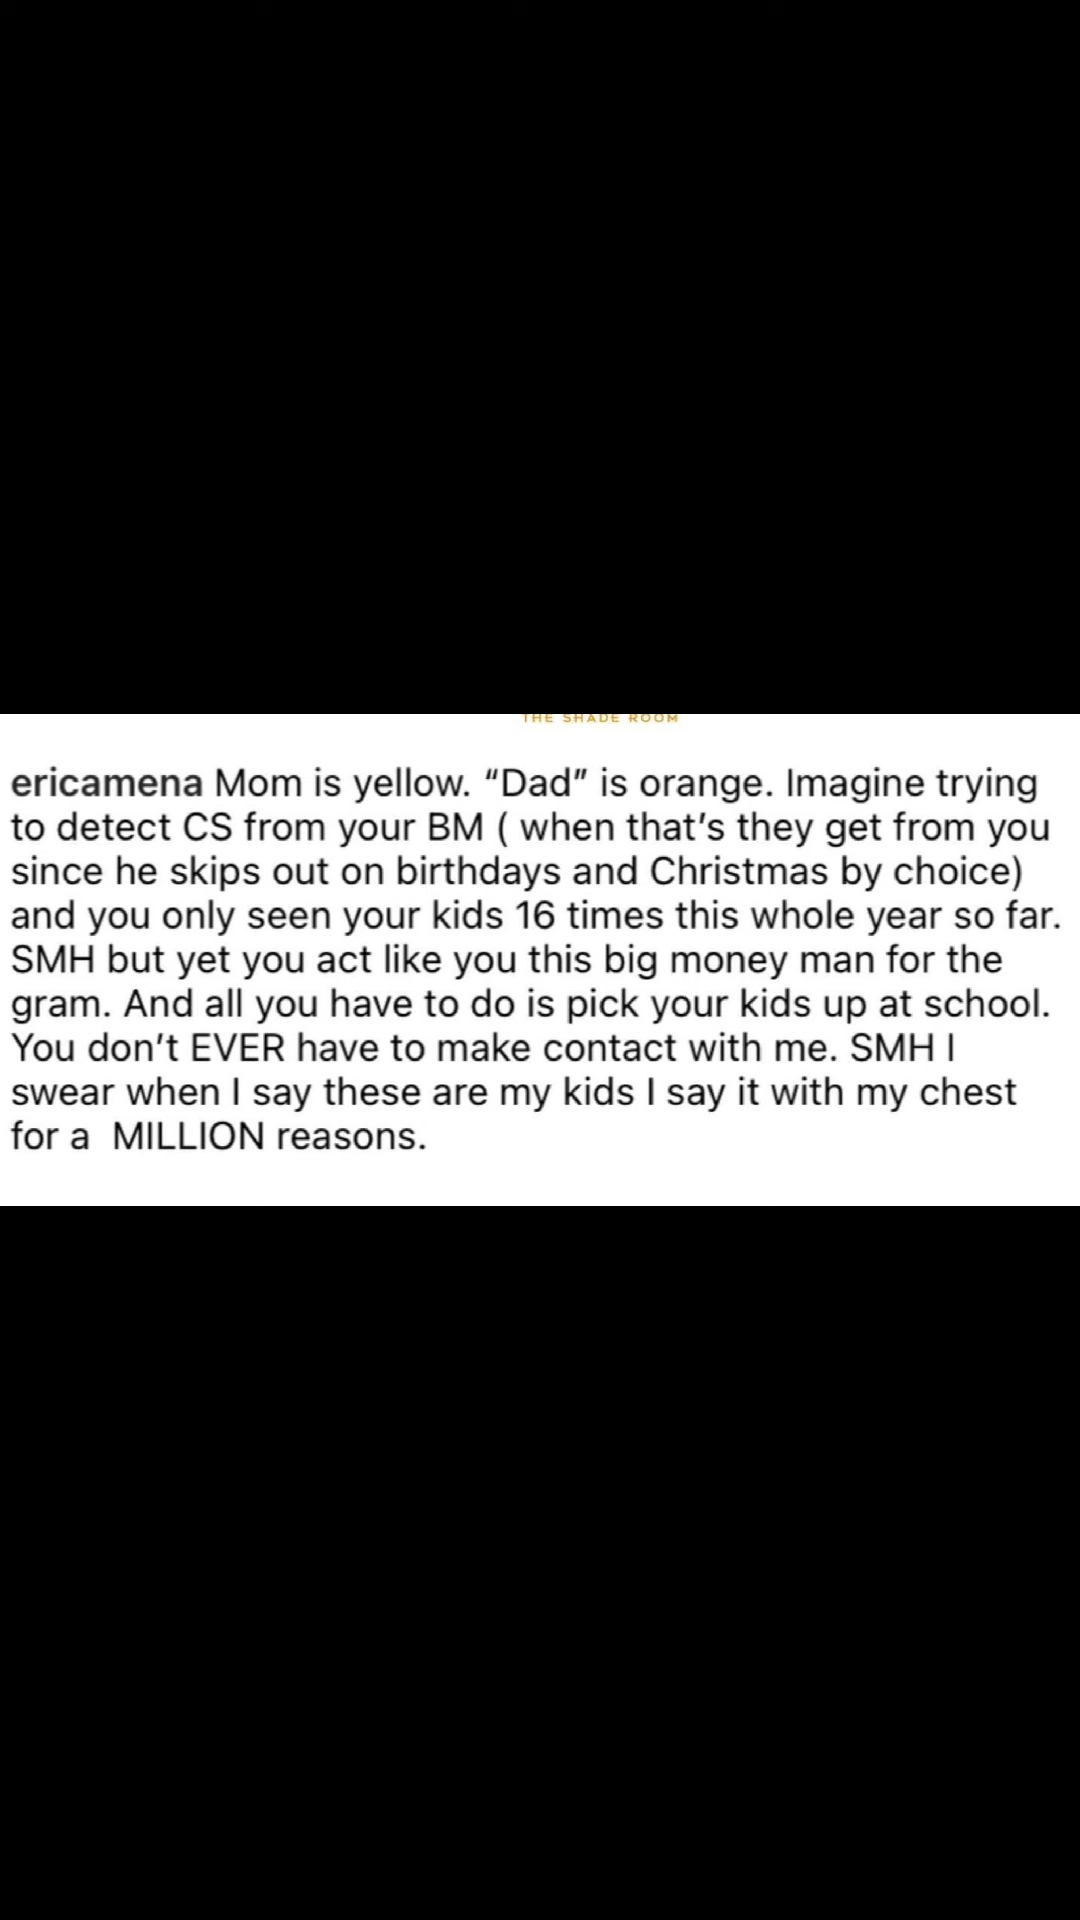 THE SHADE ROOM
ericamena Mom is yellow. “Dad” is orange. Imagine trying
to detect CS from your BM ( when that’s they get from you
since he skips out on birthdays and Christmas by choice)
and you only seen your kids 16 times this whole year so far.
SMH but yet you act like you this big money man for the
gram. And all you have to do is pick your kids up at school.
You don’t EVER have to make contact with me. SMH I
swear when I say these are my kids I say it with my chest
for a  MILLION reasons.